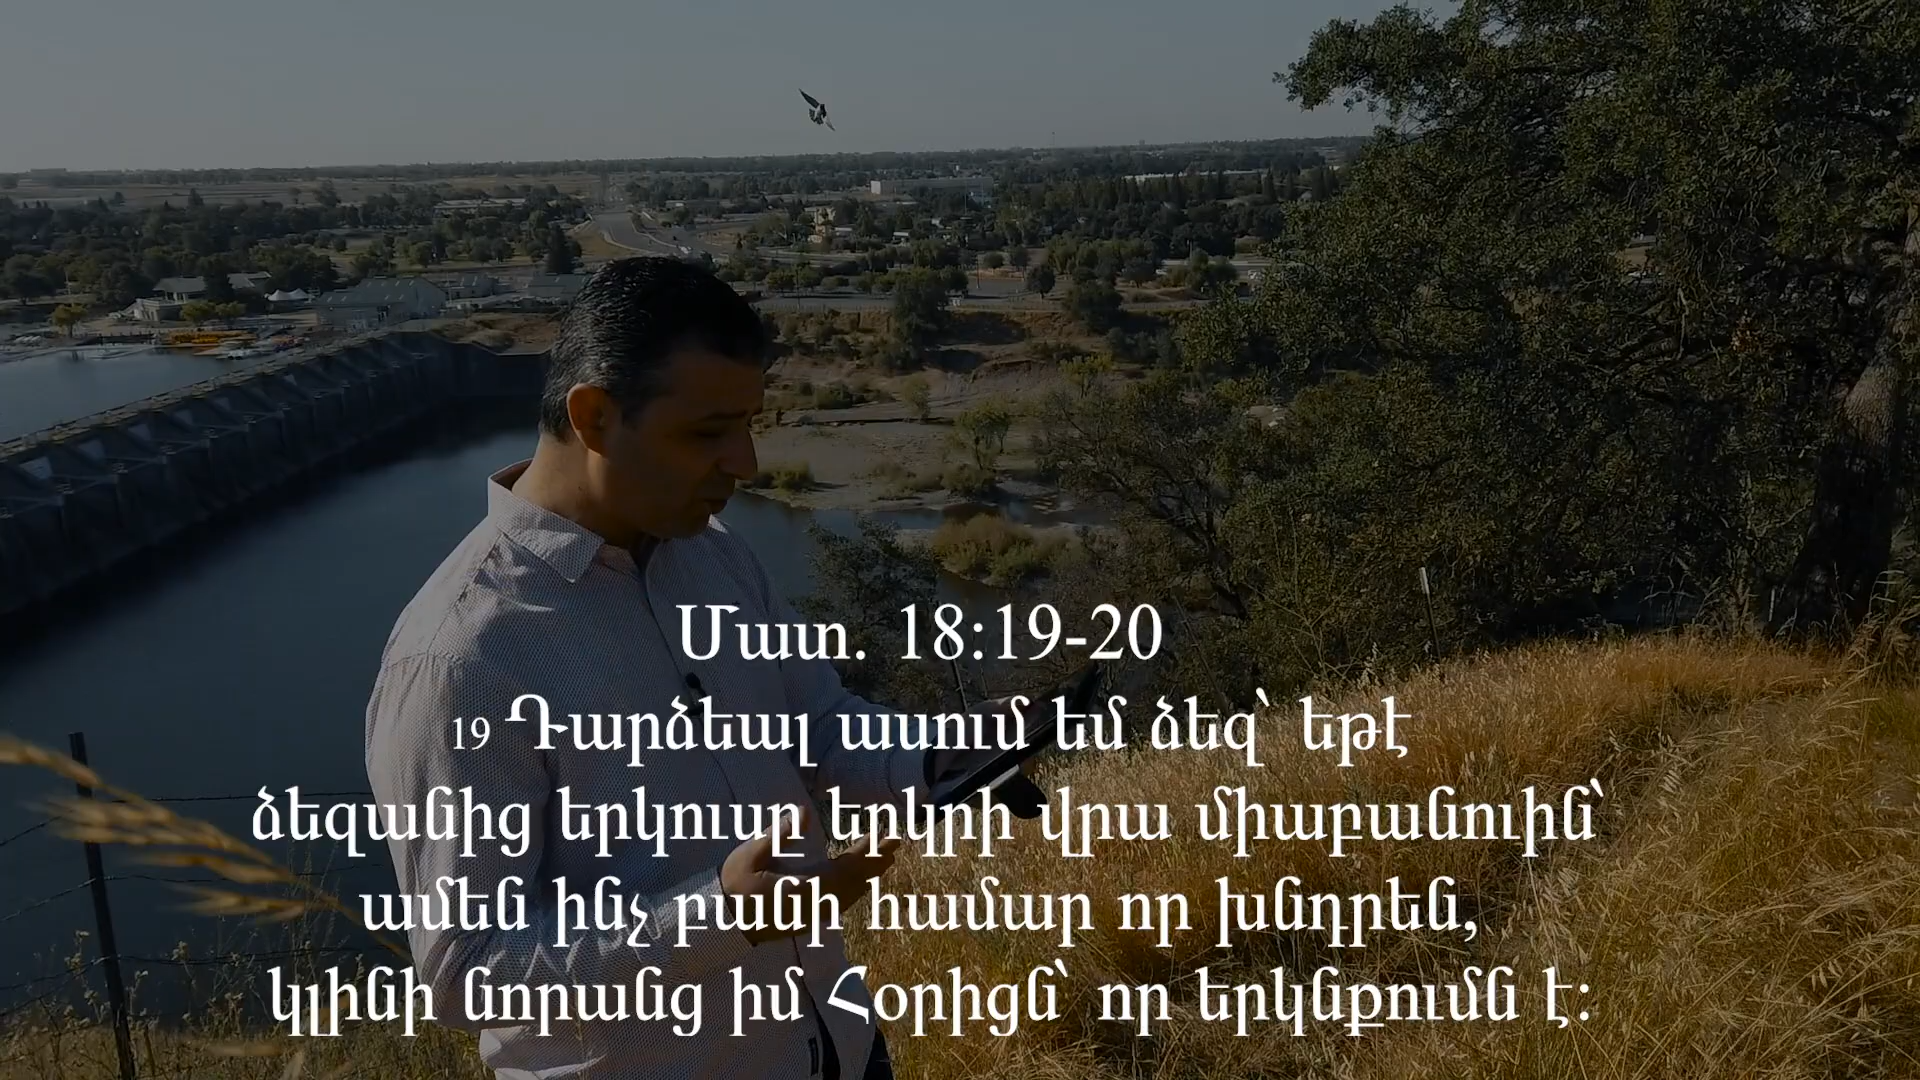 Մատ. 18:19-20
19 Դարձեալ ասում եմ ձեզ՝ եթէ
ձեզանից երկուսը երկրի վրա միաբանուին՝
ամեն ինչ բանի համար որ խնդրեն,
կլինի նորանց իմ Հօրիցն՝ որ երկնքումն է: